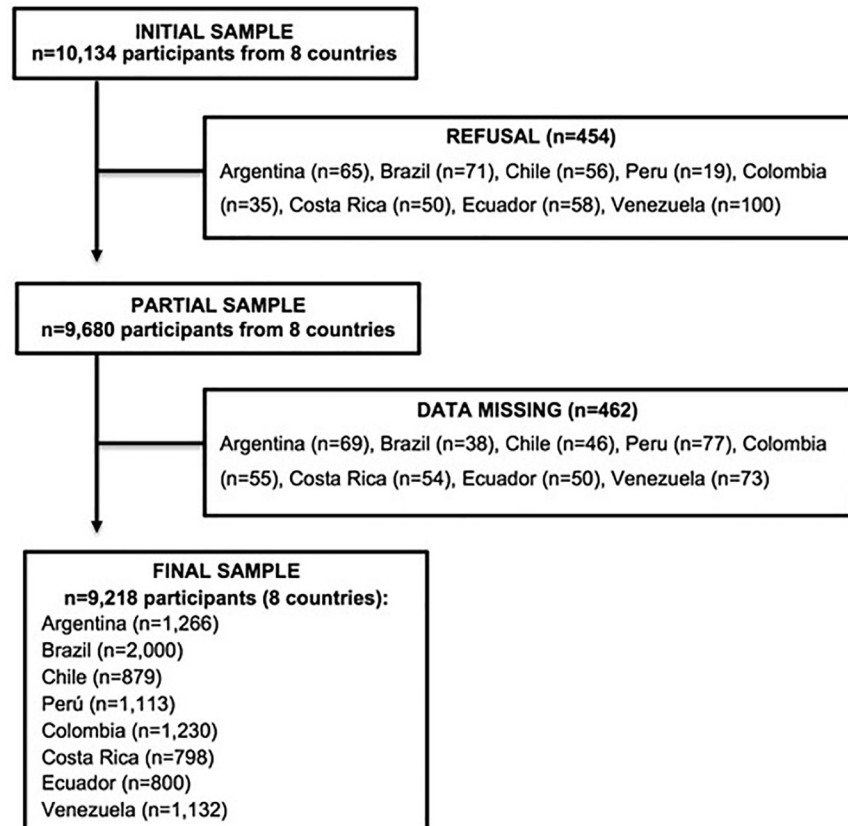 INITIAL SAMPLE
n=10,134 participants from 8 countries
REFUSAL (n=454)
Argentina (n=65), Brazil (n=71), Chile (n=56), Peru (n=19), Colombia
(n=35), Costa Rica (n=50), Ecuador (n=58), Venezuela (n=100)
PARTIAL SAMPLE
n=9,680 participants from 8 countries
DATA MISSING (n=462)
Argentina (n=69), Brazil (n=38), Chile (n=46), Peru (n=77), Colombia
(n=55), Costa Rica (n=54), Ecuador (n=50), Venezuela (n=73)
FINAL SAMPLE
n=9,218 participants (8 countries):
Argentina (n=1,266)
Brazil (n=2,000)
Chile (n=879)
Perú (n=1,113)
Colombia (n=1,230)
Costa Rica (n=798)
Ecuador (n=800)
Venezuela (n=1,132)